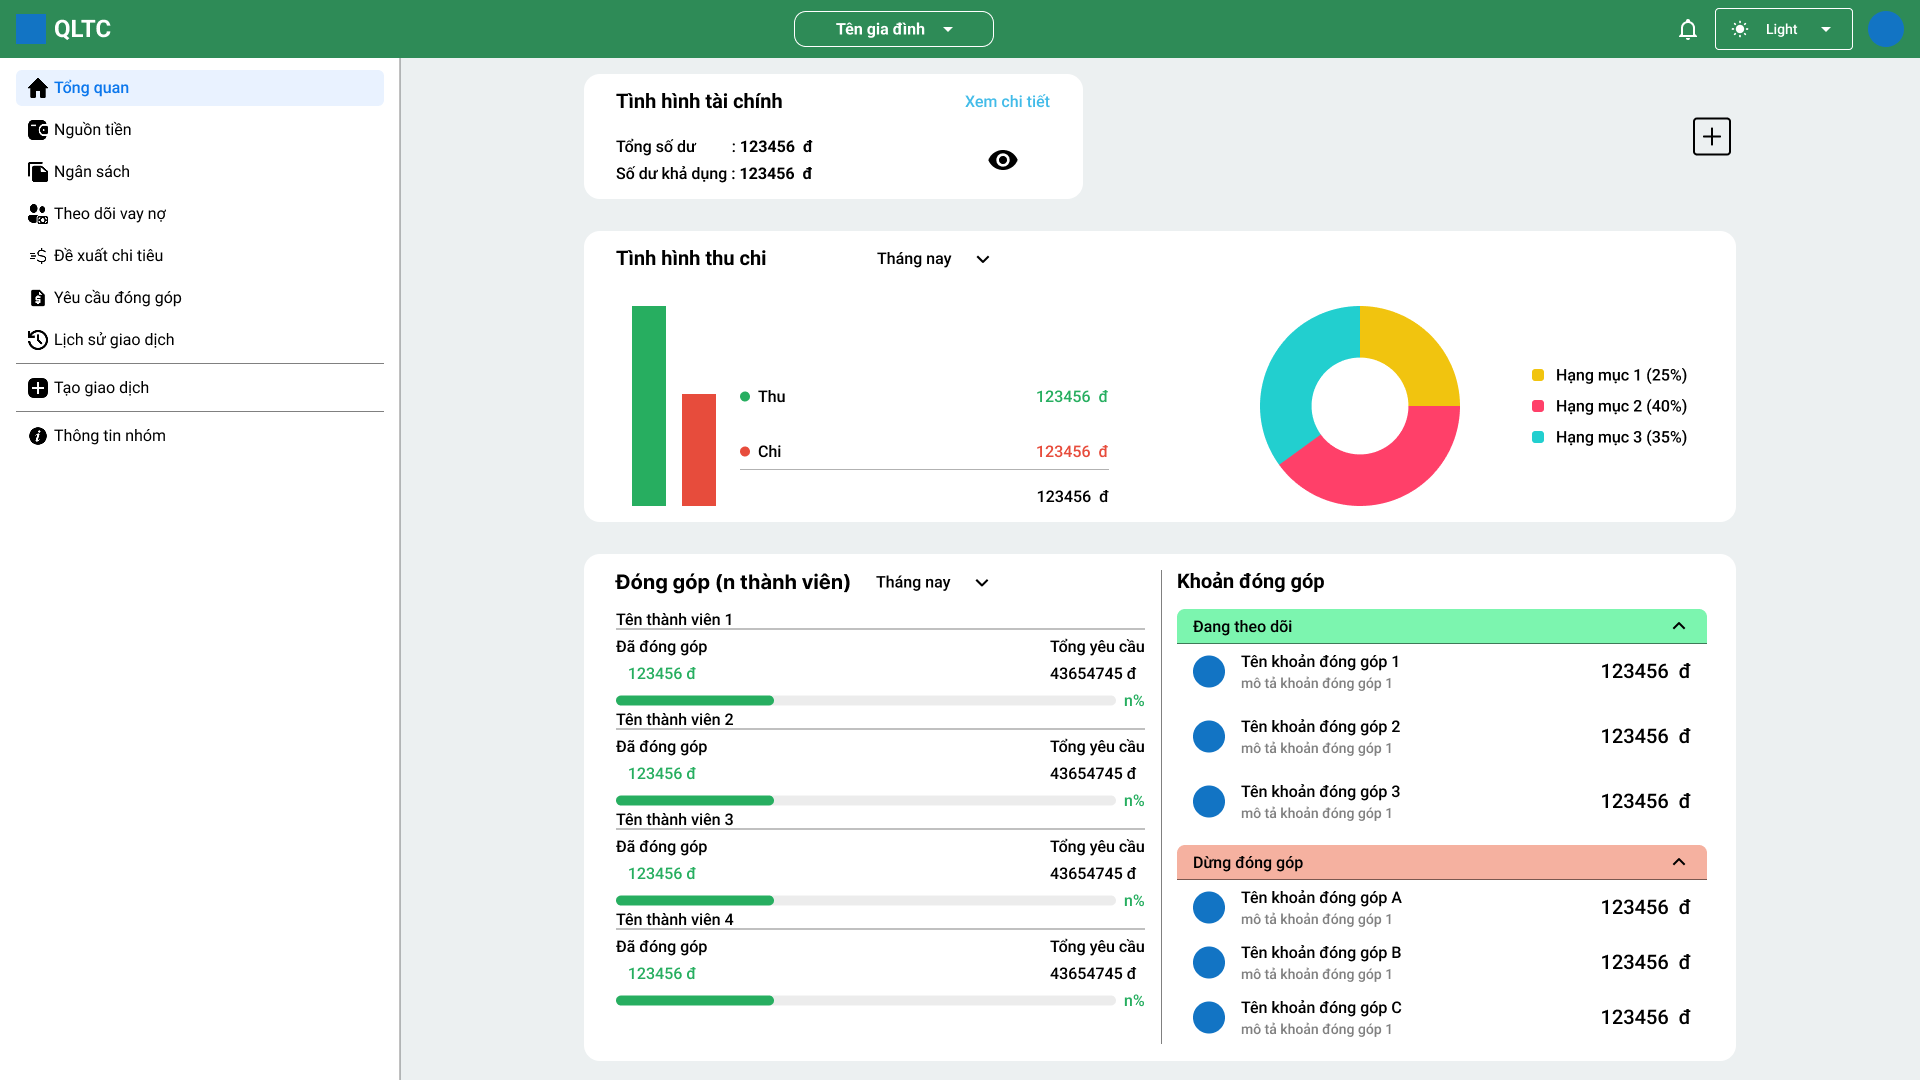 QLTC
Tên gia đình
Light
Tổng quan
Nguồn tiền
Ngân sách
Theo dõi vay nợ
Đề xuất chi tiêu
Yêu cầu đóng góp
Lịch sử giao dịch
Tạo giao dịch
Thông tin nhóm
Tình hình tài chính
Xem chi tiết
Tổng số dư : 123456 đ
Số dư khả dụng : 123456 đ
Tình hình thu chi
Tháng nay
Thu 123456 đ
Chi 123456 đ
123456 đ
Hạng mục 1 (25%)
Hạng mục 2 (40%)
Hạng mục 3 (35%)
Đóng góp (n thành viên)
Tháng nay
Tên thành viên 1
Đã đóng góp Tổng yêu cầu
123456 đ 43654745 đ
n%
Tên thành viên 2
Đã đóng góp Tổng yêu cầu
123456 đ 43654745 đ
n%
Tên thành viên 3
Đã đóng góp Tổng yêu cầu
123456 đ 43654745 đ
n%
Tên thành viên 4
Đã đóng góp Tổng yêu cầu
123456 đ 43654745 đ
n%
Khoản đóng góp
Đang theo dõi
Tên khoản đóng góp 1
mô tả khoản đóng góp 1
123456 đ
Tên khoản đóng góp 2
mô tả khoản đóng góp 1
123456 đ
Tên khoản đóng góp 3
mô tả khoản đóng góp 1
123456 đ
Dừng đóng góp
Tên khoản đóng góp A
mô tả khoản đóng góp 1
123456 đ
Tên khoản đóng góp B
mô tả khoản đóng góp 1
123456 đ
Tên khoản đóng góp C
mô tả khoản đóng góp 1
123456 đ